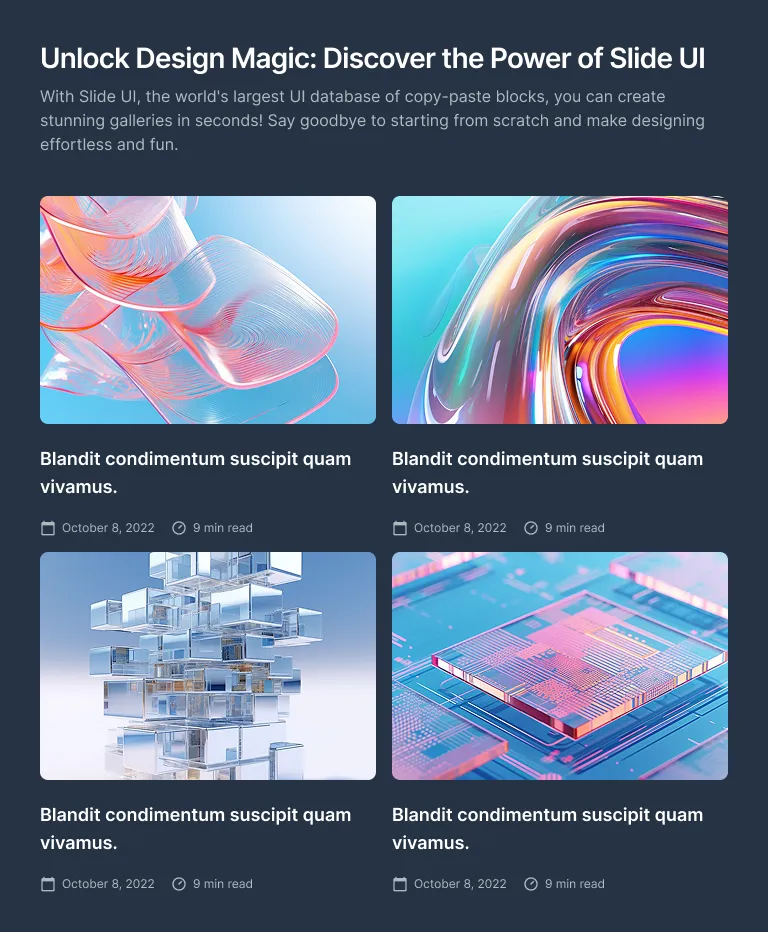 Unlock Design Magic: Discover the Power of Slide UI
With Slide UI, the world's largest UI database of copy-paste blocks, you can create
stunning galleries in seconds! Say goodbye to starting from scratch and make designing
effortless and fun.
Blandit condimentum suscipit quam
vivamus.
October 8, 2022 9 min read
Blandit condimentum suscipit quam
vivamus.
October 8, 2022 9 min read
Blandit condimentum suscipit quam
vivamus.
October 8, 2022 9 min read
Blandit condimentum suscipit quam
vivamus.
October 8, 2022 9 min read